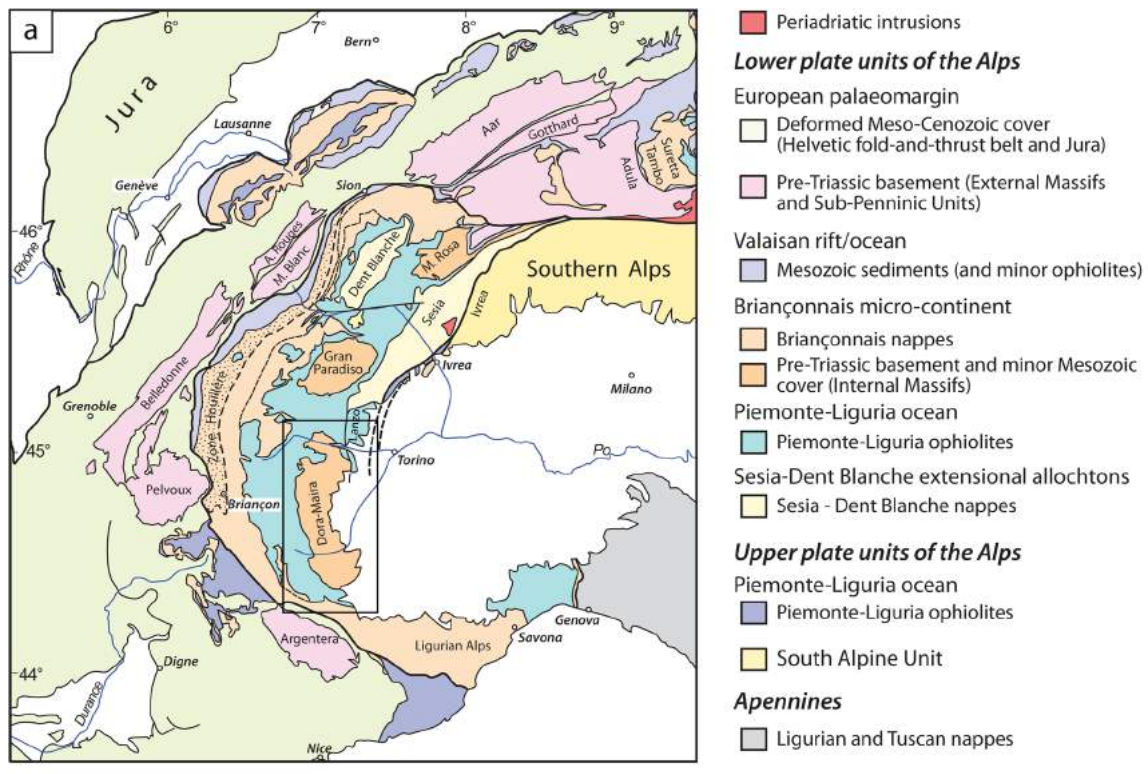 a
6°
7°
8°
9°
Bern
Jura
Lausanne
Aar
Gotthard
Suretta
Tambo
Adula
Genève
Sion
46°
Rhône
A. Rouges
M. Blanc
Dent Blanche
M. Rosa
Southern Alps
Sesia
Ivrea
Gran
Paradiso
Ivrea
Belledonne
Zone Houillère
Milano
Grenoble
Lanzo
45°
Torino
Po
Pelvoux
Briançon
Dora-Maira
Argentera
Ligurian Alps
Savona
Genova
44°
Digne
Durance
Nice
Periadriatic intrusions
Lower plate units of the Alps
European palaeomargin
Deformed Meso-Cenozoic cover
(Helvetic fold-and-thrust belt and Jura)
Pre-Triassic basement (External Massifs
and Sub-Penninic Units)
Valaisan rift/ocean
Mesozoic sediments (and minor ophiolites)
Briançonnais micro-continent
Briançonnais nappes
Pre-Triassic basement and minor Mesozoic
cover (Internal Massifs)
Piemonte-Liguria ocean
Piemonte-Liguria ophiolites
Sesia-Dent Blanche extensional allochtons
Sesia - Dent Blanche nappes
Upper plate units of the Alps
Piemonte-Liguria ocean
Piemonte-Liguria ophiolites
South Alpine Unit
Apennines
Ligurian and Tuscan nappes